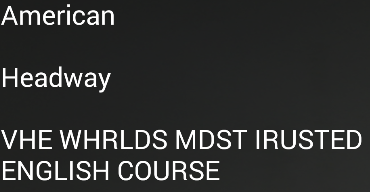 American
Headway
VHE WHRLDS MDST IRUSTED
ENGLISH COURSE